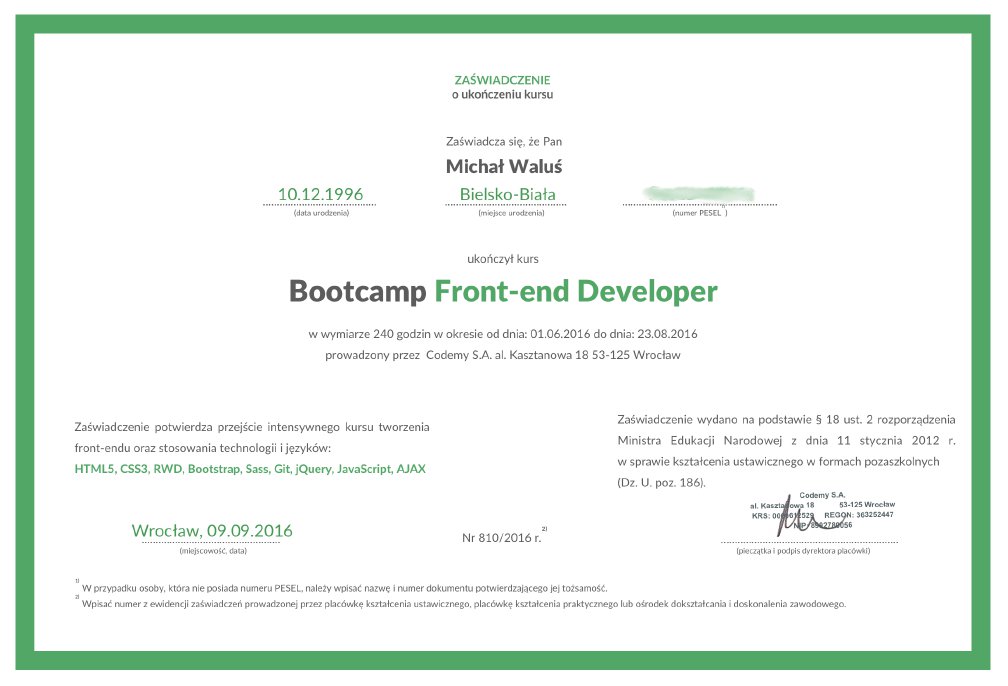 ZAŚWIADCZENIE
o ukończeniu kursu
Zaświadcza się, że Pan
Michał Waluś
10.12.1996 Bielsko-Biała
(data urodzenia) (miejsce urodzenia) (numer PESEL )
ukończył kurs
Bootcamp Front-end Developer
w wymiarze 240 godzin w okresie od dnia: 01.06.2016 do dnia: 23.08.2016
prowadzony przez Codemy S.A. al. Kasztanowa 18 53-125 Wrocław
Zaświadczenie potwierdza przejście intensywnego kursu tworzenia
front-endu oraz stosowania technologii i języków:
HTML5, CSS3, RWD, Bootstrap, Sass, Git, jQuery, JavaScript, AJAX
Zaświadczenie wydano na podstawie § 18 ust. 2 rozporządzenia
Ministra Edukacji Narodowej z dnia 11 stycznia 2012 r.
w sprawie kształcenia ustawicznego w formach pozaszkolnych
(Dz. U. poz. 186).
Codemy S.A.
al. Kasztanowa 18 53-125 Wrocław
KRS: REGON: 363252447
NIP
Wrocław, 09.09.2016
(miejscowość, data)
Nr 810/2016 r. 2)
(pieczątka i podpis dyrektora placówki)
1) W przypadku osoby, która nie posiada numeru PESEL, należy wpisać nazwę i numer dokumentu potwierdzającego jej tożsamość.
2) Wpisać numer z ewidencji zaświadczeń prowadzonej przez placówkę kształcenia ustawicznego, placówkę kształcenia praktycznego lub ośrodek dokształcania i doskonalenia zawodowego.